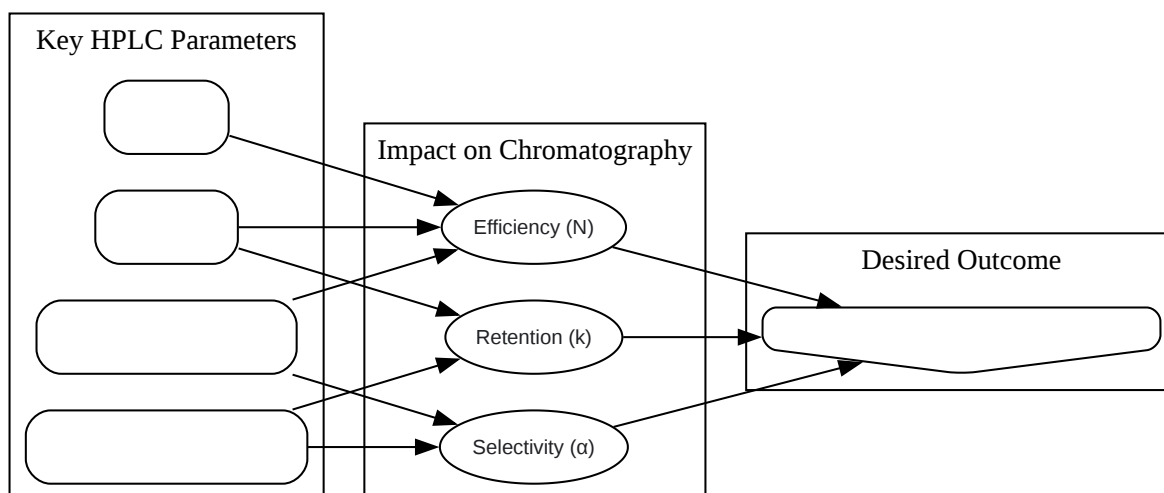 Key HPLC Parameters
Impact on Chromatography
Efficiency (N)
Retention (k)
Selectivity (α)
Desired Outcome